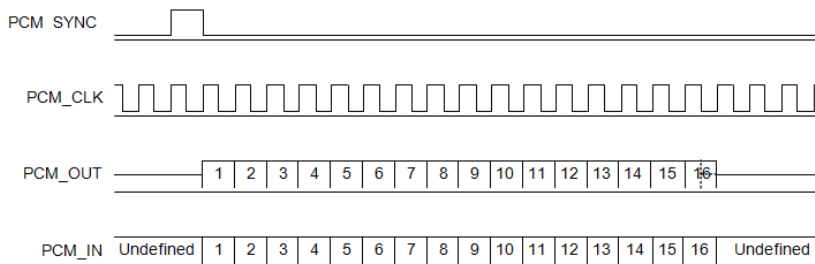 PCM SYNC
PCM_CLK
PCM_OUT 1 2 3 4 5 6 7 8 9 10 11 12 13 14 15 16
PCM_IN Undefined 1 2 3 4 5 6 7 8 9 10 11 12 13 14 15 16 Undefined